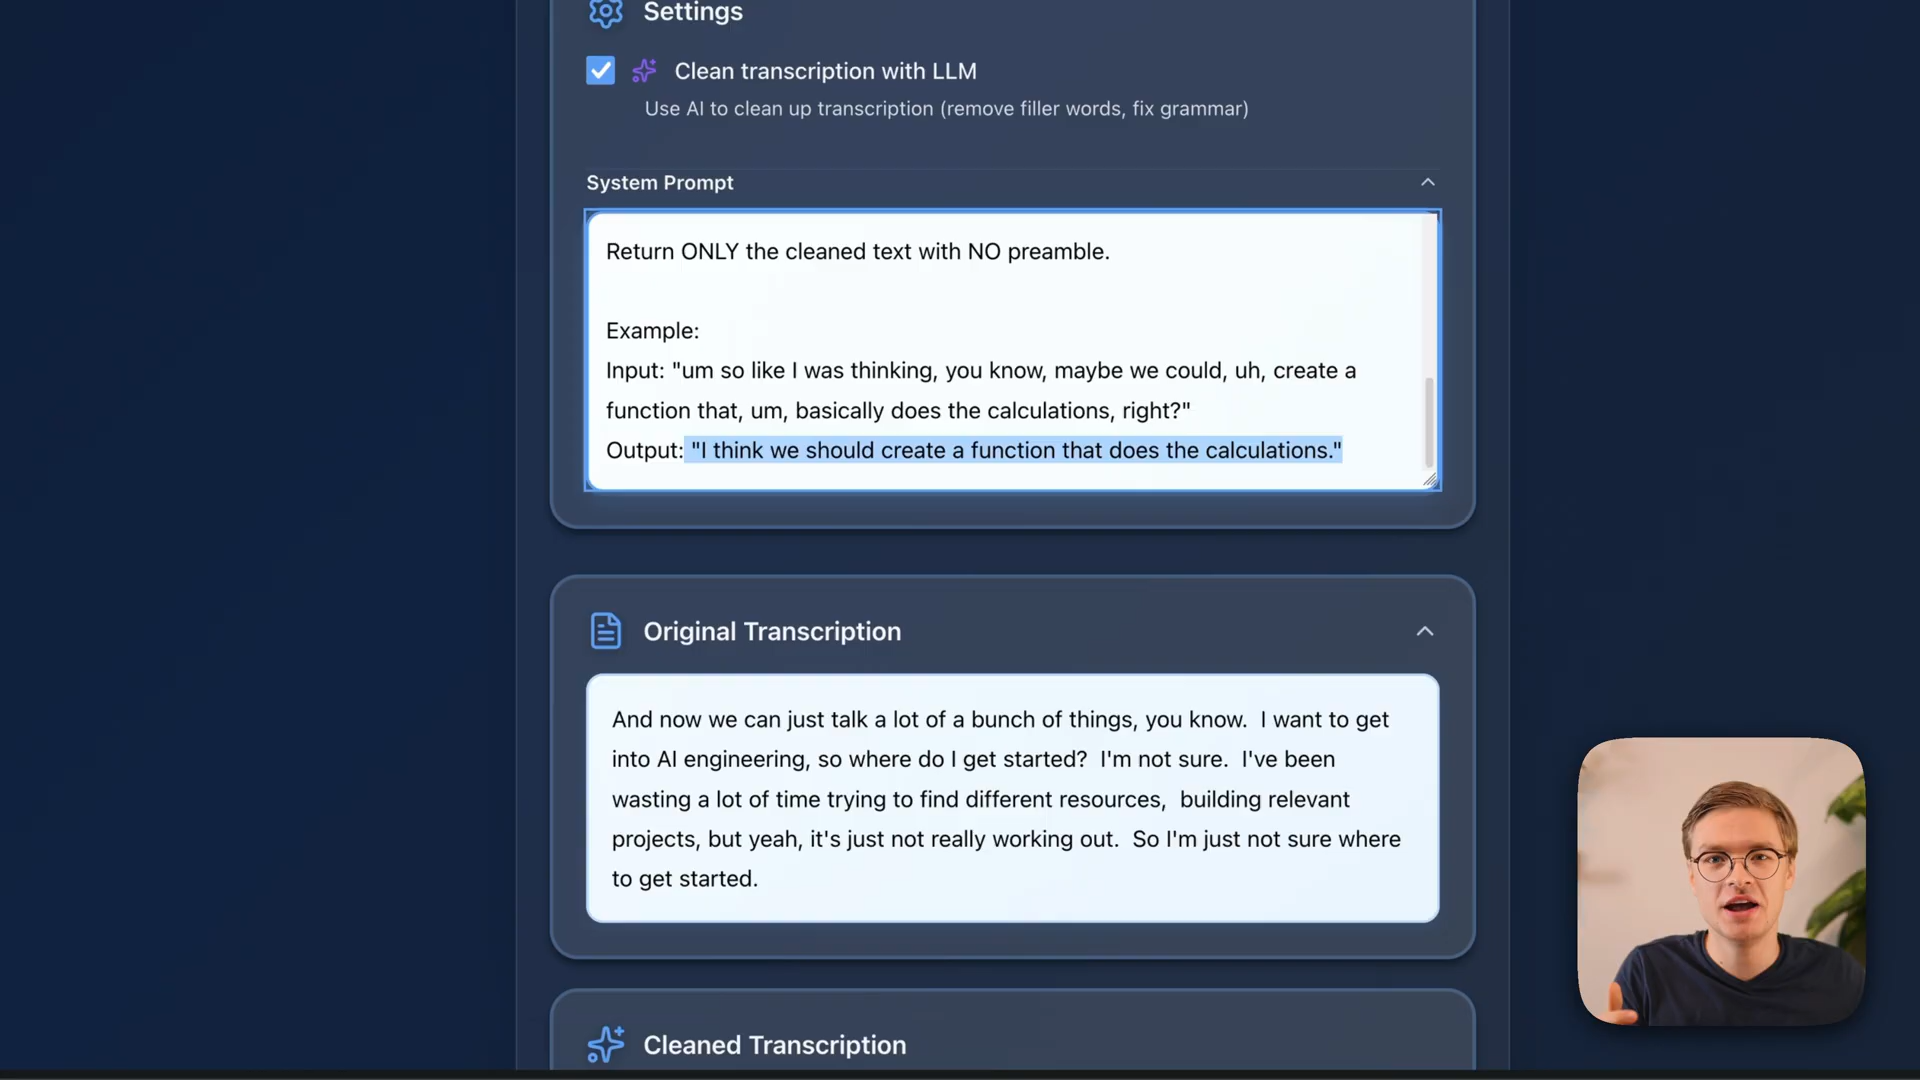 Settings
Clean transcription with LLM
Use AI to clean up transcription (remove filler words, fix grammar)
System Prompt
Return ONLY the cleaned text with NO preamble.
Example:
Input: "um so like I was thinking, you know, maybe we could, uh, create a
function that, um, basically does the calculations, right?"
Output: "I think we should create a function that does the calculations."
Original Transcription
And now we can just talk a lot of a bunch of things, you know.  I want to get
into AI engineering, so where do I get started?  I'm not sure.  I've been
wasting a lot of time trying to find different resources,  building relevant
projects, but yeah, it's just not really working out.  So I'm just not sure where
to get started.
Cleaned Transcription